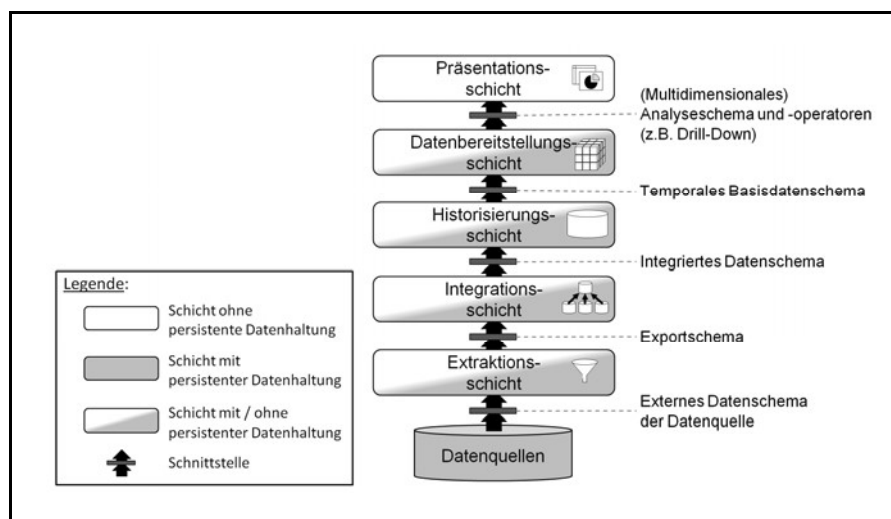 Präsentations-
schicht
(Multidimensionales)
Analyseschema und -operatoren
(z.B. Drill-Down)
Datenbereitstellungs-
schicht
Temporales Basisdatenschema
Historisierungs-
schicht
Integriertes Datenschema
Integrations-
schicht
Exportschema
Extraktions-
schicht
Externes Datenschema
der Datenquelle
Datenquellen
Legende:
Schicht ohne
persistente Datenhaltung
Schicht mit
persistenter Datenhaltung
Schicht mit / ohne
persistenter Datenhaltung
Schnittstelle